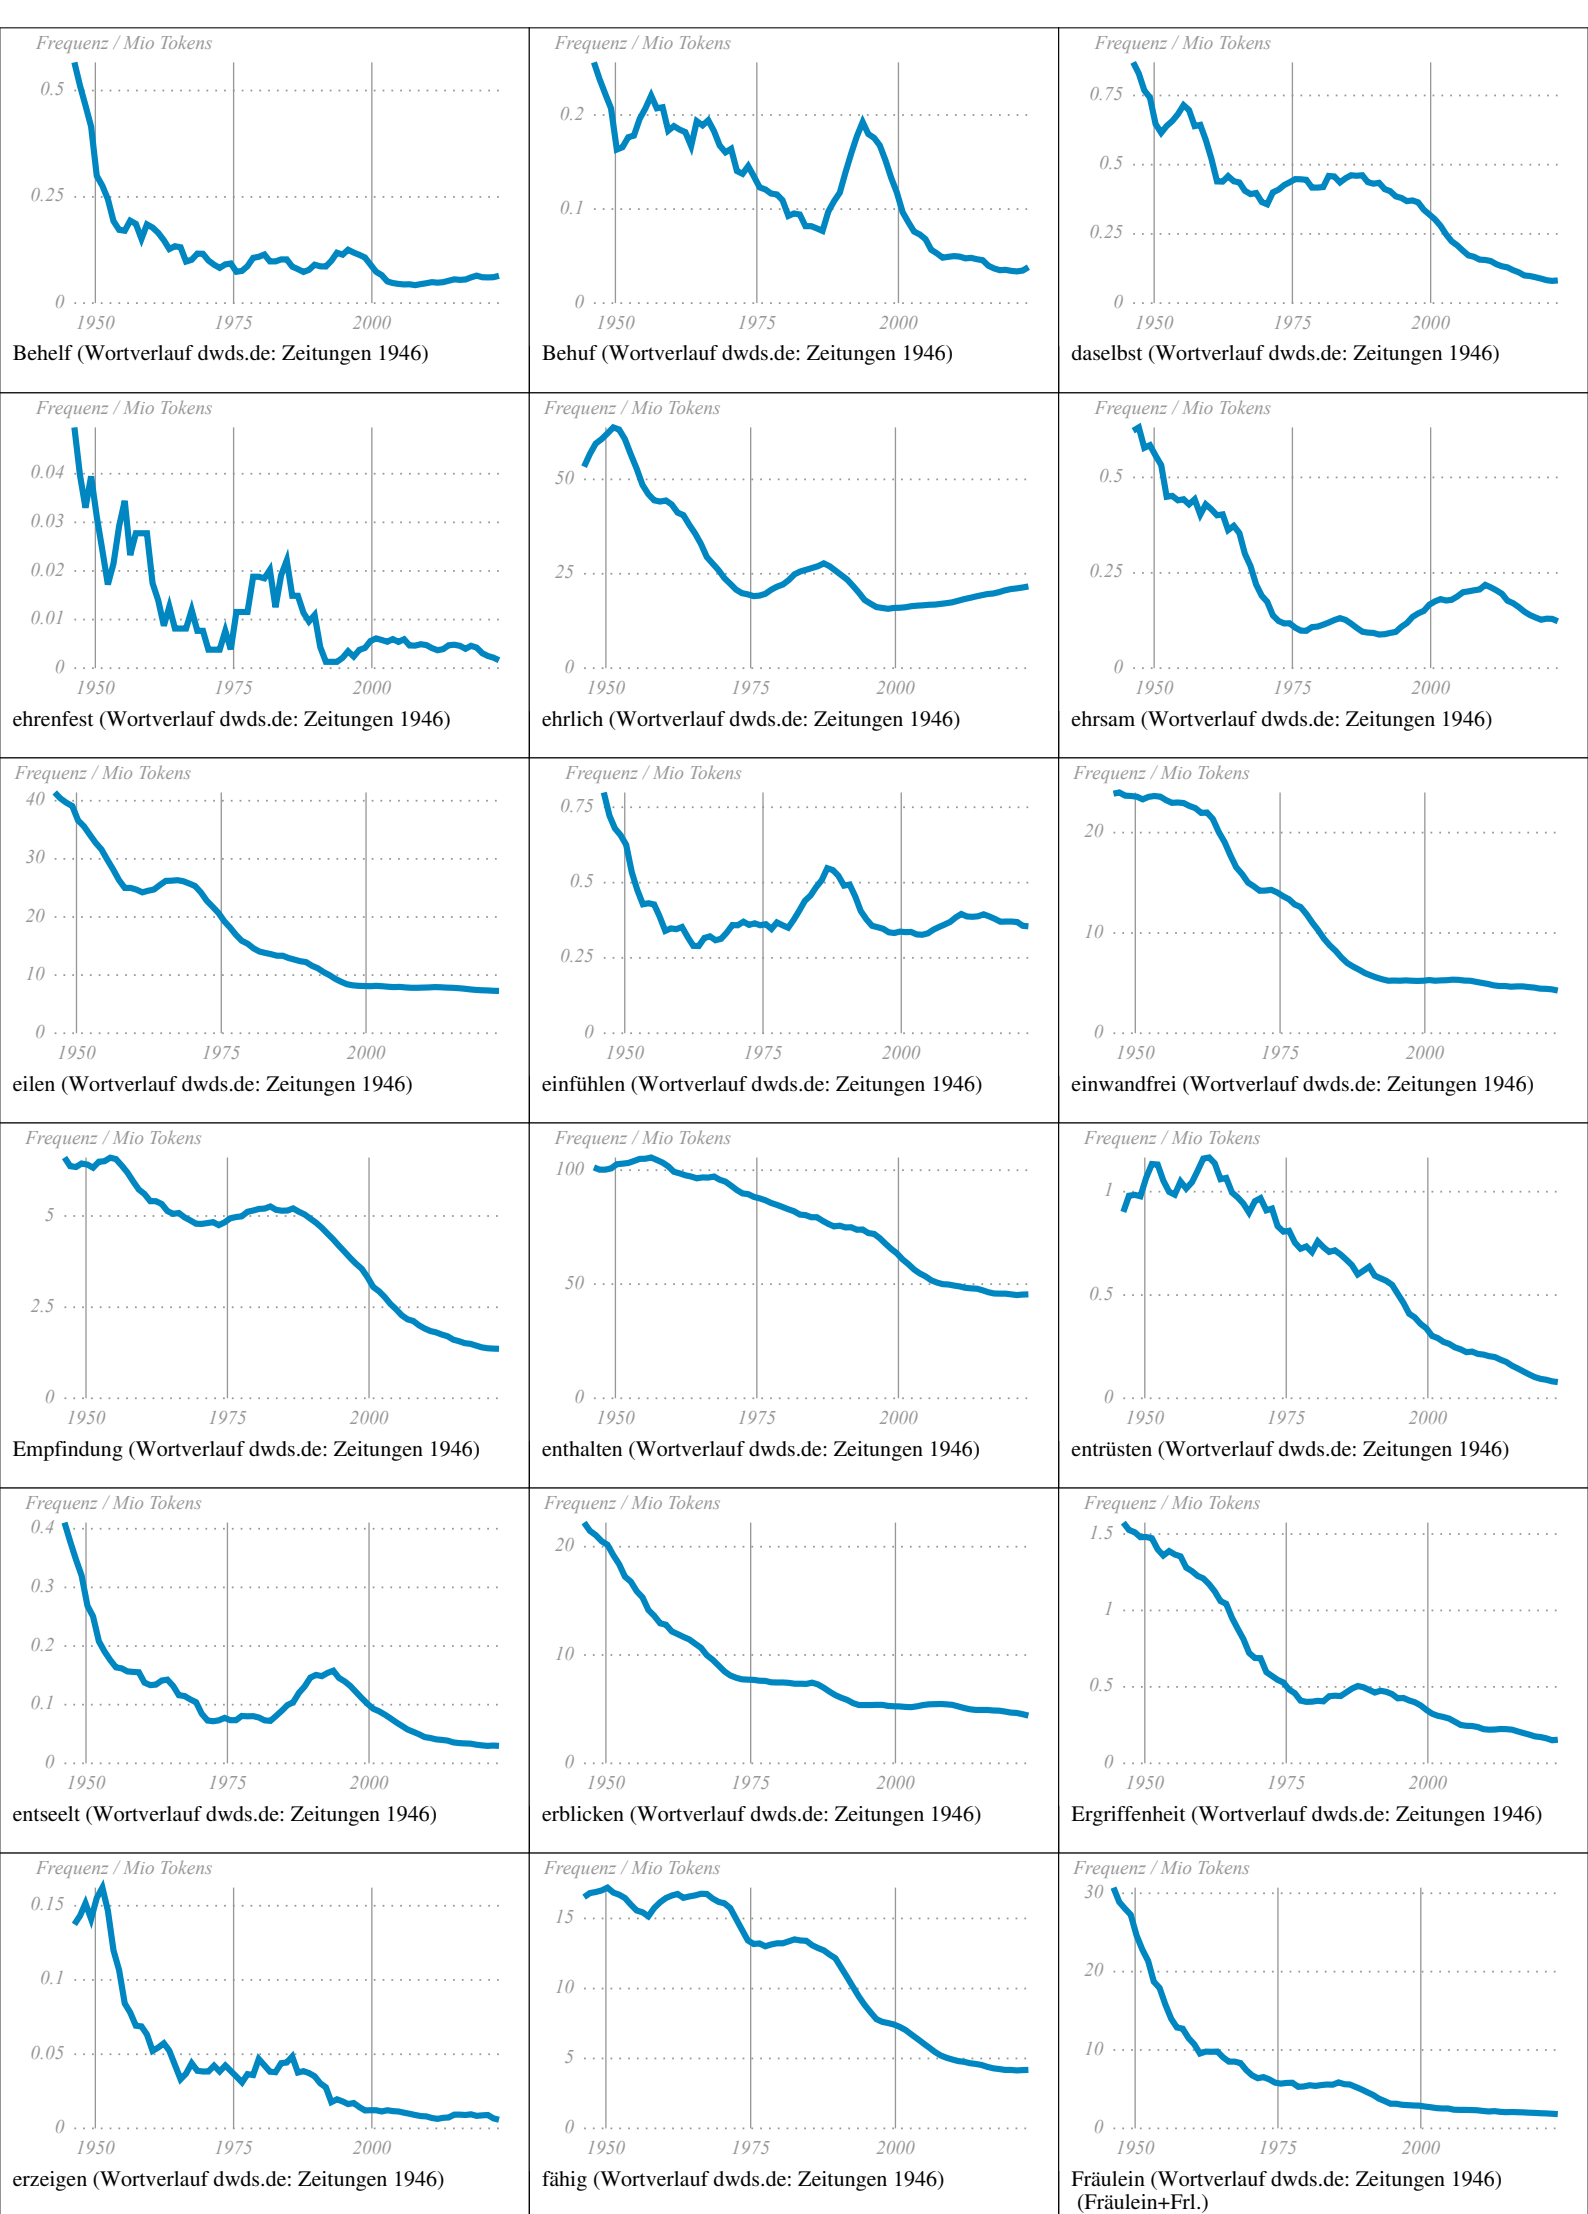 Frequenz / Mio Tokens
0.5
0.25
0
1950 1975 2000
Behelf (Wortverlauf dwds.de: Zeitungen 1946)
Frequenz / Mio Tokens
0.2
0.1
0
1950 1975 2000
Behuf (Wortverlauf dwds.de: Zeitungen 1946)
Frequenz / Mio Tokens
0.75
0.5
0.25
0
1950 1975 2000
daselbst (Wortverlauf dwds.de: Zeitungen 1946)
Frequenz / Mio Tokens
0.04
0.03
0.02
0.01
0
1950 1975 2000
ehrenfest (Wortverlauf dwds.de: Zeitungen 1946)
Frequenz / Mio Tokens
50
25
0
1950 1975 2000
ehrlich (Wortverlauf dwds.de: Zeitungen 1946)
Frequenz / Mio Tokens
0.5
0.25
0
1950 1975 2000
ehrsam (Wortverlauf dwds.de: Zeitungen 1946)
Frequenz / Mio Tokens
40
30
20
10
0
1950 1975 2000
eilen (Wortverlauf dwds.de: Zeitungen 1946)
Frequenz / Mio Tokens
0.75
0.5
0.25
0
1950 1975 2000
einfühlen (Wortverlauf dwds.de: Zeitungen 1946)
Frequenz / Mio Tokens
20
10
0
1950 1975 2000
einwandfrei (Wortverlauf dwds.de: Zeitungen 1946)
Frequenz / Mio Tokens
5
2.5
0
1950 1975 2000
Empfindung (Wortverlauf dwds.de: Zeitungen 1946)
Frequenz / Mio Tokens
100
50
0
1950 1975 2000
enthalten (Wortverlauf dwds.de: Zeitungen 1946)
Frequenz / Mio Tokens
1
0.5
0
1950 1975 2000
entrüsten (Wortverlauf dwds.de: Zeitungen 1946)
Frequenz / Mio Tokens
0.4
0.3
0.2
0.1
0
1950 1975 2000
entseelt (Wortverlauf dwds.de: Zeitungen 1946)
Frequenz / Mio Tokens
20
10
0
1950 1975 2000
erblicken (Wortverlauf dwds.de: Zeitungen 1946)
Frequenz / Mio Tokens
1.5
1
0.5
0
1950 1975 2000
Ergriffenheit (Wortverlauf dwds.de: Zeitungen 1946)
Frequenz / Mio Tokens
0.15
0.1
0.05
0
1950 1975 2000
erzeigen (Wortverlauf dwds.de: Zeitungen 1946)
Frequenz / Mio Tokens
15
10
5
0
1950 1975 2000
fähig (Wortverlauf dwds.de: Zeitungen 1946)
Frequenz / Mio Tokens
30
20
10
0
1950 1975 2000
Fräulein (Wortverlauf dwds.de: Zeitungen 1946)
(Fräulein+Frl.)